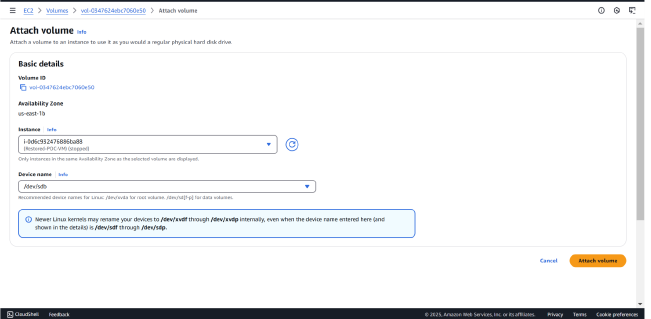 EC2 > Volumes > vol-0347624ebc7060e50 > Attach volume
Attach volume Info
Attach a volume to an instance to use it as you would a regular physical hard disk drive.
Basic details
Volume ID
vol-0347624ebc7060e50
Availability Zone
us-east-1b
Instance Info
i-0d6c932476886ba88
(Restored-POC-VM) (stopped)
Only instances in the same Availability Zone as the selected volume are displayed.
Device name Info
/dev/sdb
Recommended device names for Linux: /dev/xvda for root volume, /dev/sd[f-p] for data volumes.
Newer Linux kernels may rename your devices to /dev/xvdf through /dev/xvdp internally, even when the device name entered here (and
shown in the details) is /dev/sdf through /dev/sdp.
Cancel Attach volume
CloudShell Feedback © 2025, Amazon Web Services, Inc. or its affiliates. Privacy Terms Cookie preferences